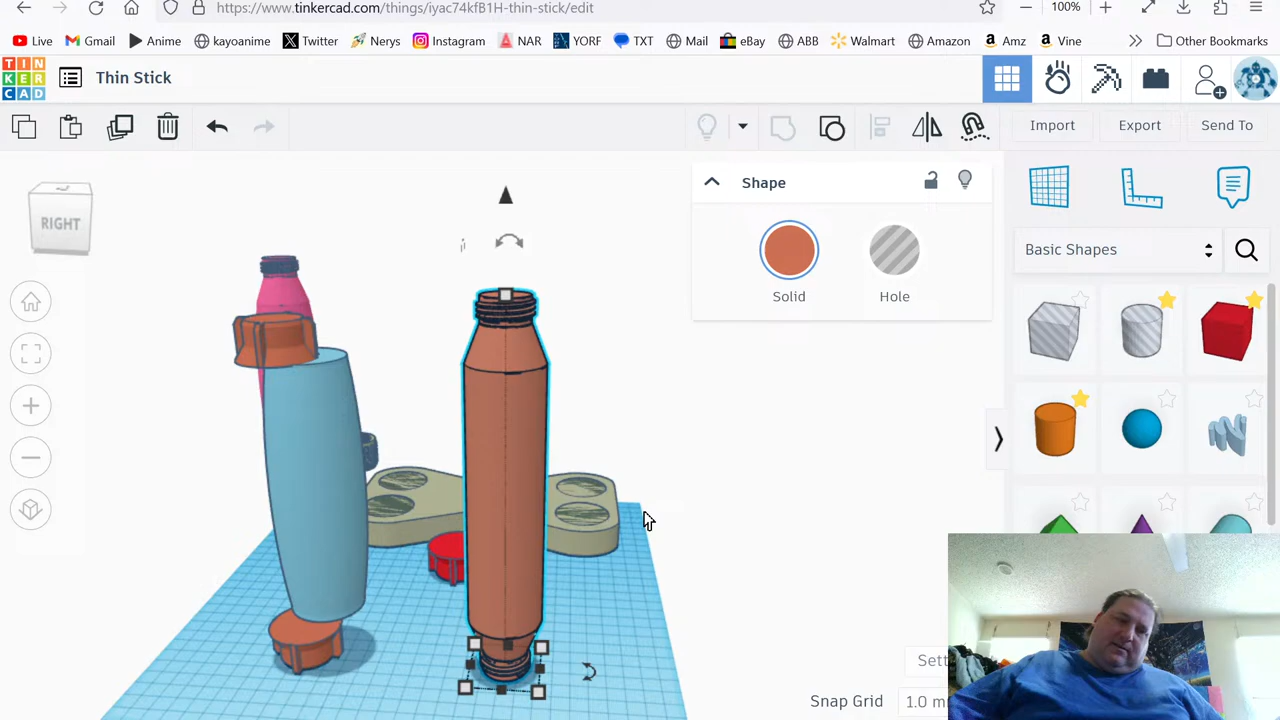 https://www.tinkercad.com/things/iyac74kfB1H-thin-stick/edit
100%
Live
Gmail
Anime
kayoanime
Twitter
Nerys
Instagram
NAR
YORF
TXT
Mail
eBay
ABB
Walmart
Amazon
Amz
Vine
Other Bookmarks
TIN
KER
CAD
Thin Stick
Import
Export
Send To
RIGHT
Shape
Solid
Hole
Basic Shapes
Snap Grid
1.0 m